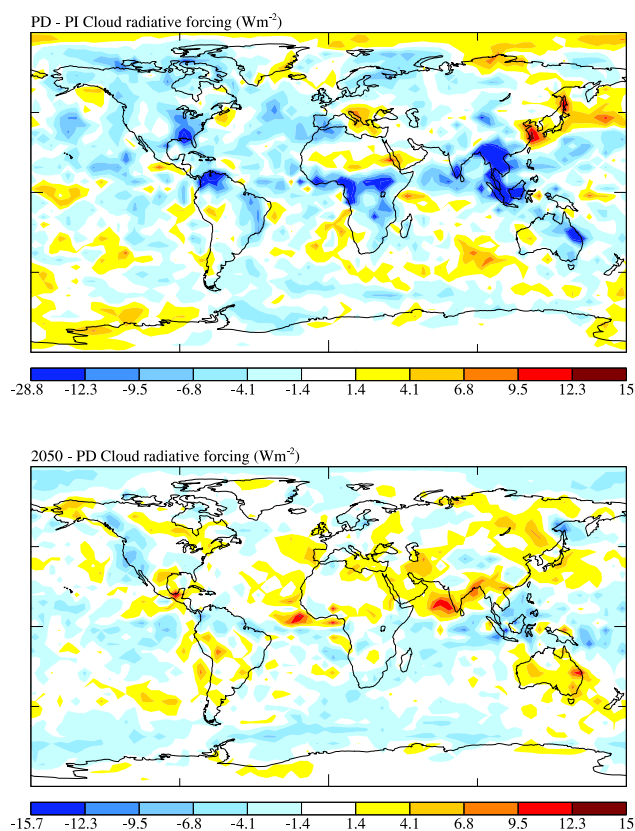 PD - PI Cloud radiative forcing (Wm-2)
-28.8 -12.3 -9.5 -6.8 -4.1 -1.4 1.4 4.1 6.8 9.5 12.3 15
2050 - PD Cloud radiative forcing (Wm-2)
-15.7 -12.3 -9.5 -6.8 -4.1 -1.4 1.4 4.1 6.8 9.5 12.3 15